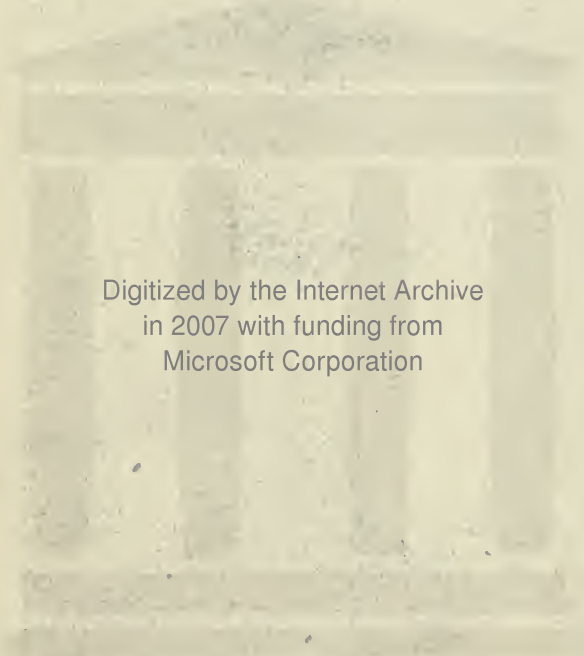 Digitized by the Internet Archive
in 2007 with funding from
Microsoft Corporation